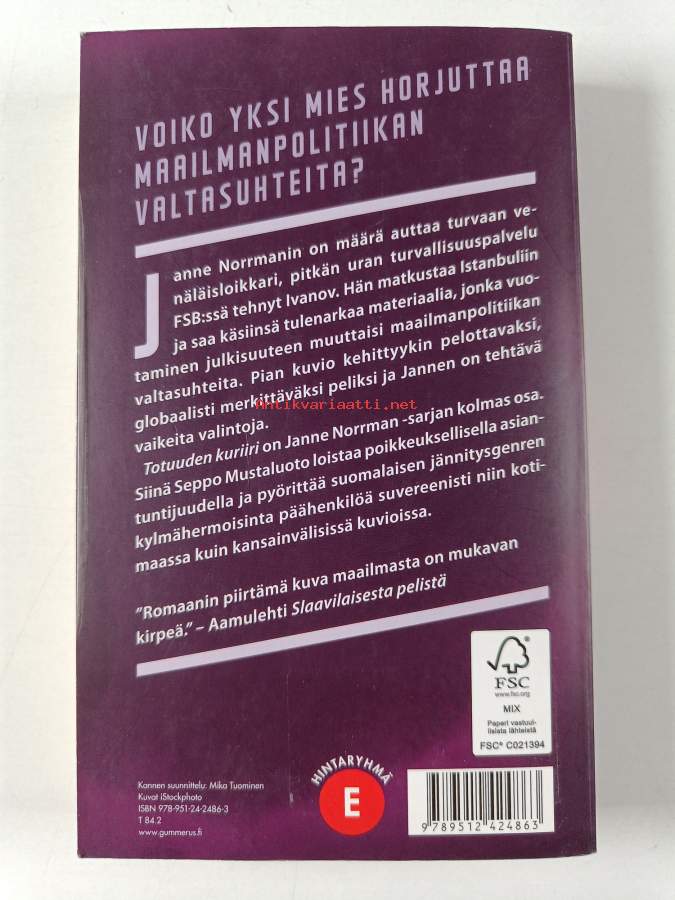 VOIKO YKSI MIES HORJUTTAA
MAAILMANPOLITIIKAN
VALTASUHTEITA?
Janne Norrmanin on määrä auttaa turvaan ve-
näläisloikkari, pitkän uran turvallisuuspalvelu
FSB:ssä tehnyt Ivanov. Hän matkustaa Istanbuliin
ja saa käsiinsä tulenarkaa materiaalia, jonka vuo-
taminen julkisuuteen muuttaisi maailmanpolitiikan
valtasuhteita. Pian kuvio kehittyykin pelottavaksi,
globaalisti merkittäväksi peliksi ja Jannen on tehtävä
vaikeita valintoja.
Antikvariaatti.net
Totuuden kuriiri on Janne Norrman -sarjan kolmas osa.
Siinä Seppo Mustaluoto loistaa poikkeuksellisella asian-
tuntijuudella ja pyörittää suomalaisen jännitysgenren
kylmähermoisinta päähenkilöä suvereenisti niin koti-
maassa kuin kansainvälisissä kuvioissa.
"Romaanin piirtämä kuva maailmasta on mukavan
kirpeä." – Aamulehti Slaavilaisesta pelistä
FSC
www.fsc.org
MIX
Paperi vastuul-
lisista lähteistä
FSC® C021394
Kannen suunnittelu: Mika Tuominen
Kuvat iStockphoto
ISBN 978-951-24-2486-3
T 84.2
www.gummerus.fi
HINTARYHMÄ
E
9 789512 424863